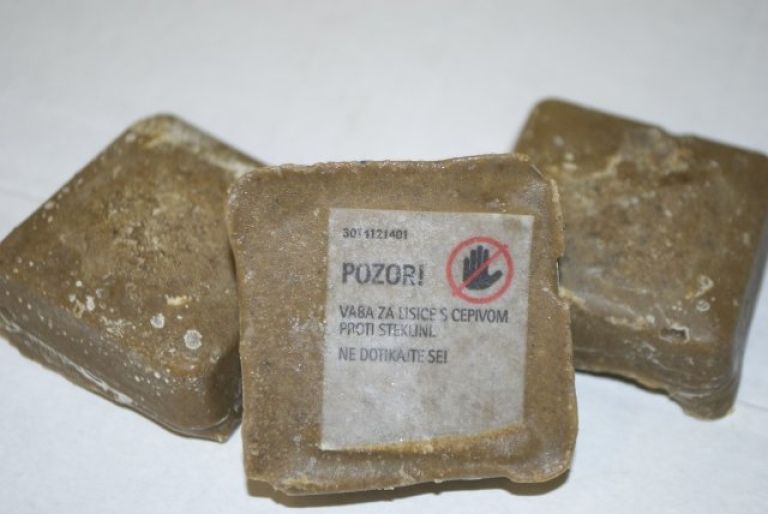 3011121401
POZOR!
VABA ZA LISICE S CEPIVOM
PROTI STEKLINI.
NE DOTIKAJTE SE!